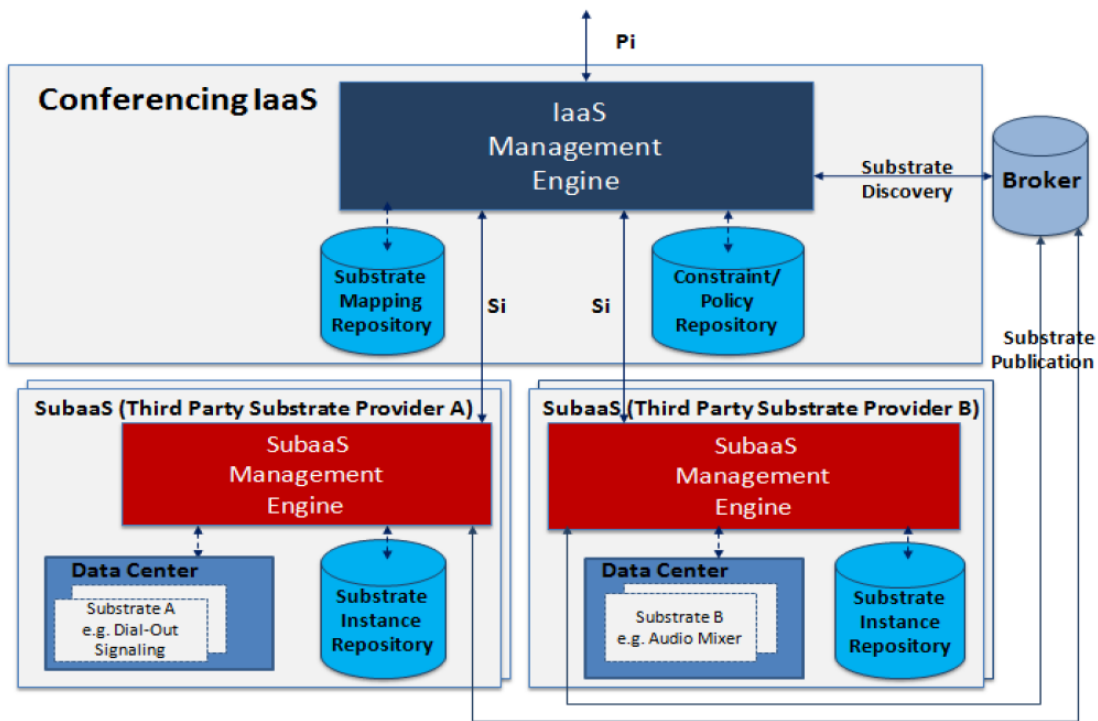 Pi
Conferencing IaaS
IaaS
Management
Engine
Substrate
Discovery
Broker
Substrate
Mapping
Repository
Si
Si
Constraint/
Policy
Repository
Substrate
Publication
SubaaS (Third Party Substrate Provider A)
SubaaS
Management
Engine
Data Center
Substrate A
e.g. Dial-Out
Signaling
Substrate
Instance
Repository
SubaaS (Third Party Substrate Provider B)
SubaaS
Management
Engine
Data Center
Substrate B
e.g. Audio Mixer
Substrate
Instance
Repository